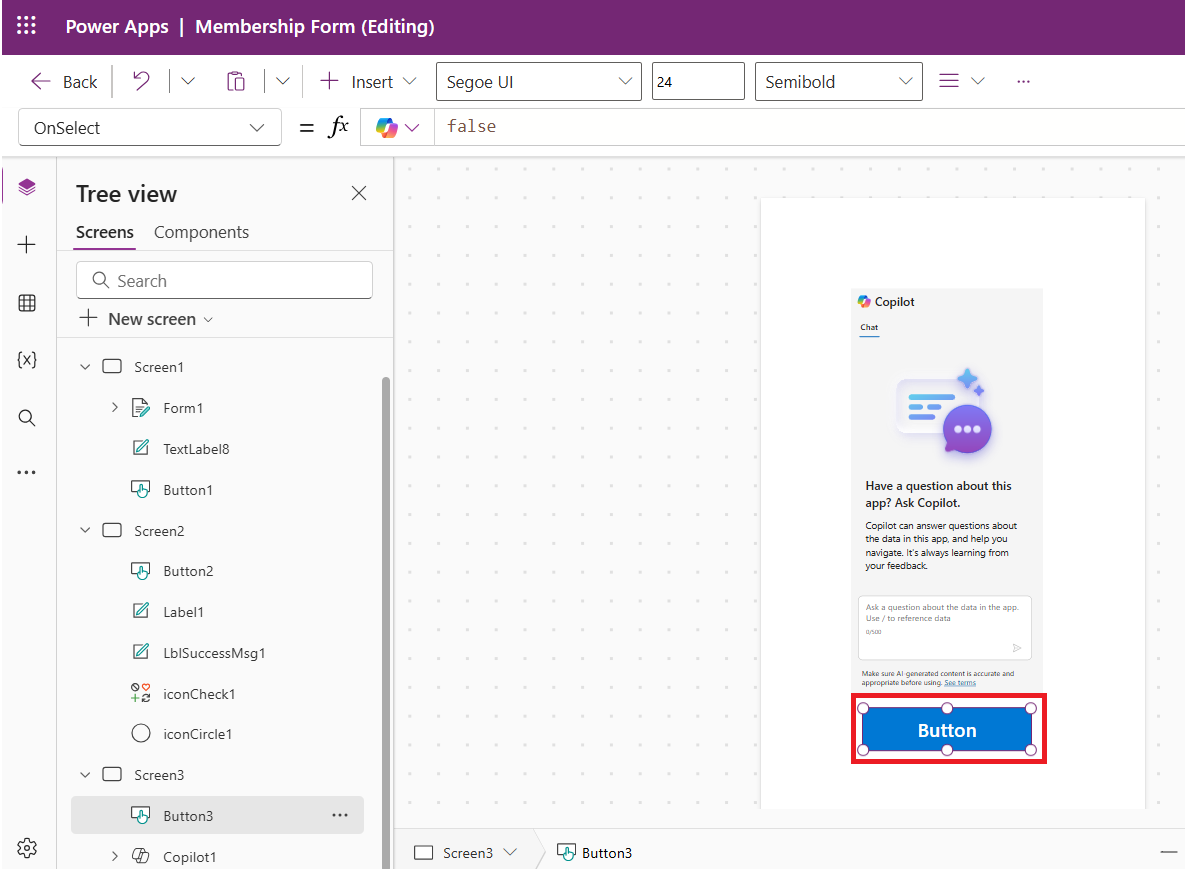 Power Apps | Membership Form (Editing)
Back
Insert
Segoe UI
24
Semibold
OnSelect
= fx
false
Tree view
Screens
Components
Search
New screen
Screen1
Form1
TextLabel8
Button1
Screen2
Button2
Label1
LblSuccessMsg1
iconCheck1
iconCircle1
Screen3
Button3
Copilot1
Copilot
Chat
Have a question about this
app? Ask Copilot.
Copilot can answer questions about
the data in this app, and help you
navigate. It's always learning from
your feedback.
Ask a question about the data in the app.
Use / to reference data
0/500
Make sure AI-generated content is accurate and
appropriate before using. See terms
Button
Screen3
Button3